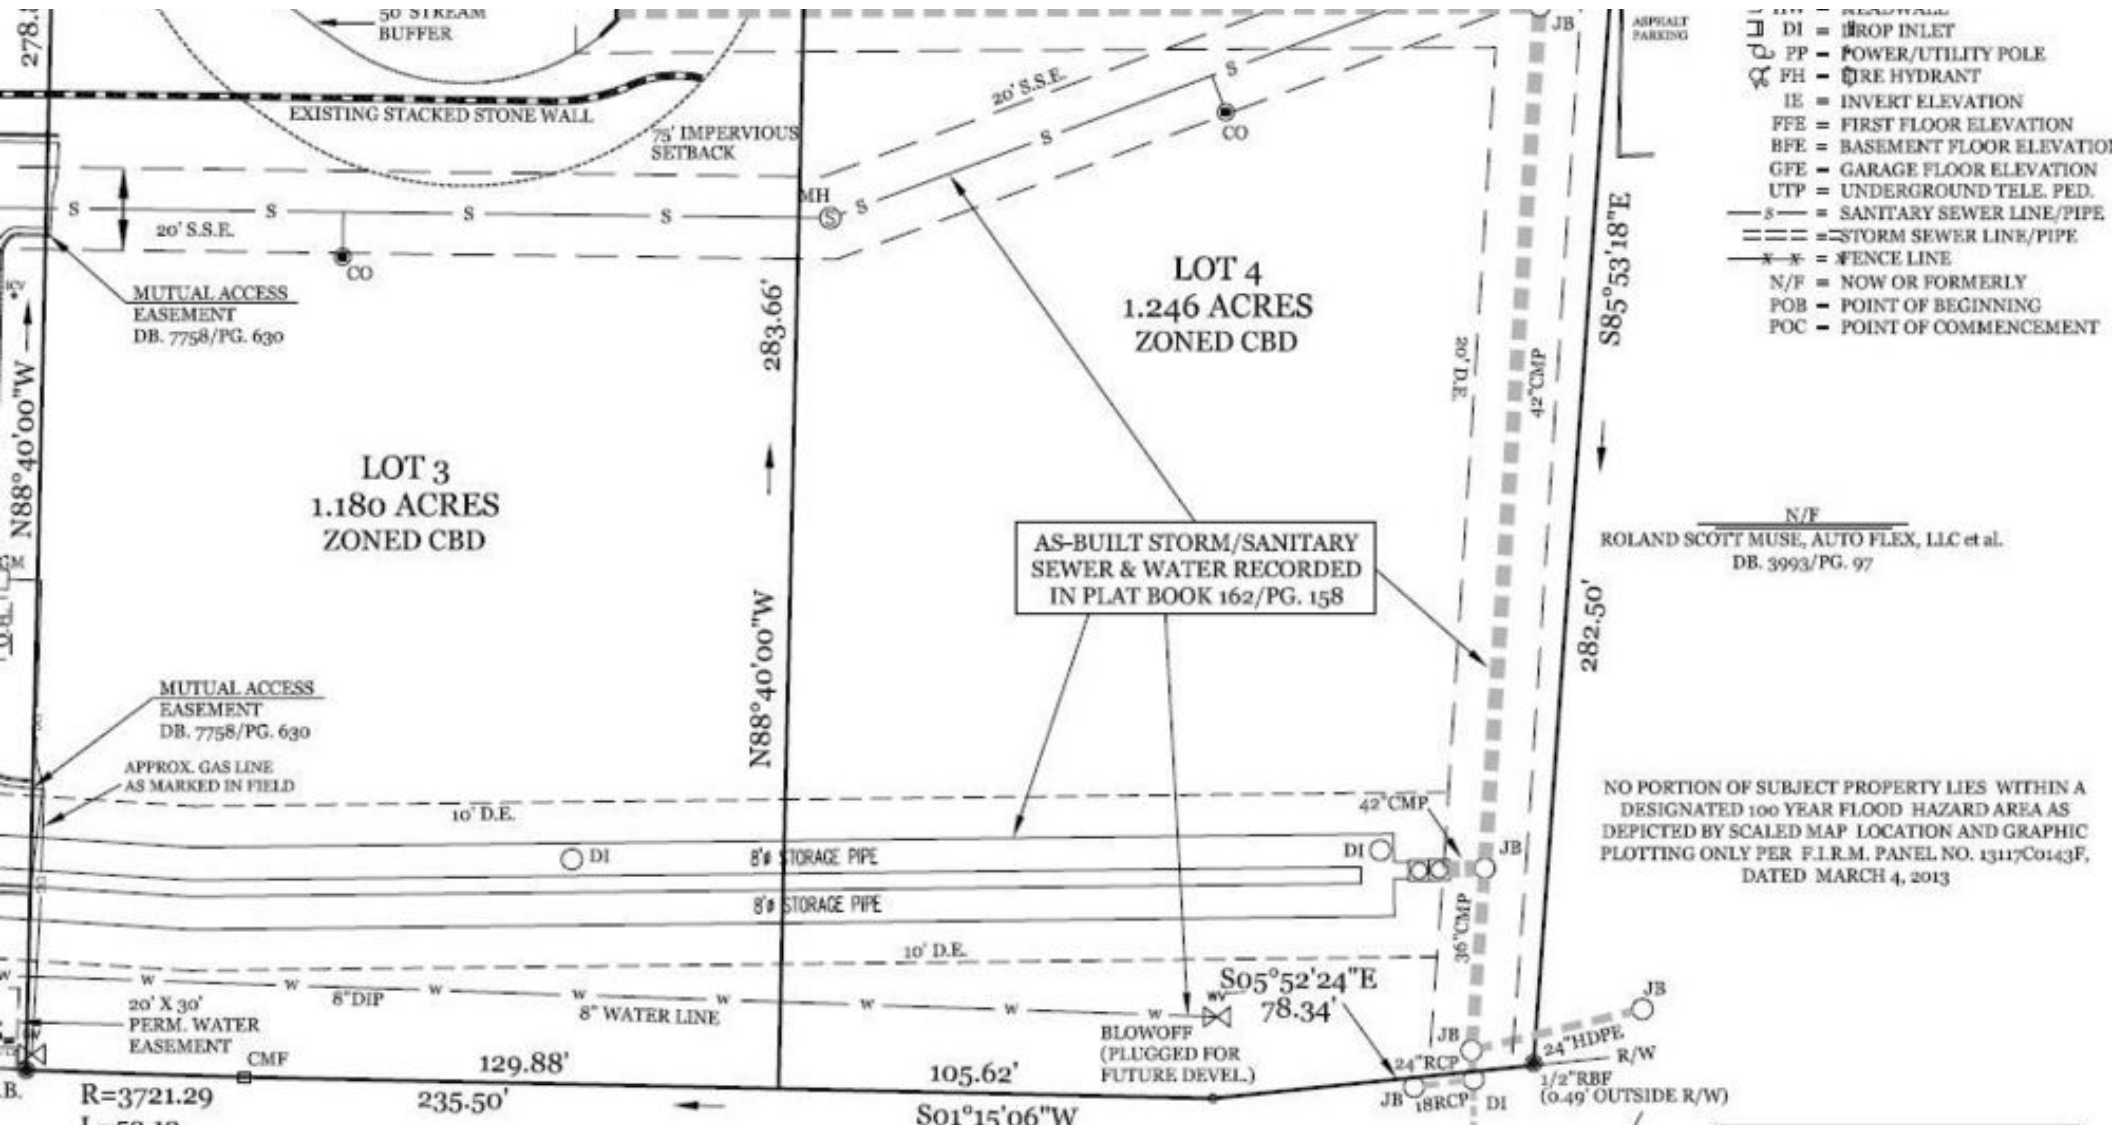 278.
50' STREAM
BUFFER
EXISTING STACKED STONE WALL
75' IMPERVIOUS
SETBACK
20' S.S.E.
S
S
S
S
MH
S
S
S
S
CO
JB
ASPHALT
PARKING
20' S.S.E.
CO
MUTUAL ACCESS
EASEMENT
DB. 7758/PG. 630
N88°40'00"W
LOT 3
1.180 ACRES
ZONED CBD
283.66'
N88°40'00"W
LOT 4
1.246 ACRES
ZONED CBD
20' D.E.
42"CMP
S85°53'18"E
282.50'
AS-BUILT STORM/SANITARY
SEWER & WATER RECORDED
IN PLAT BOOK 162/PG. 158
HW = HEADWALL
DI = DROP INLET
PP = POWER/UTILITY POLE
FH = FIRE HYDRANT
IE = INVERT ELEVATION
FFE = FIRST FLOOR ELEVATION
BFE = BASEMENT FLOOR ELEVATION
GFE = GARAGE FLOOR ELEVATION
UTP = UNDERGROUND TELE. PED.
S = SANITARY SEWER LINE/PIPE
= STORM SEWER LINE/PIPE
x x = FENCE LINE
N/F = NOW OR FORMERLY
POB = POINT OF BEGINNING
POC = POINT OF COMMENCEMENT
N/F
ROLAND SCOTT MUSE, AUTO FLEX, LLC et al.
DB. 3993/PG. 97
GM
MUTUAL ACCESS
EASEMENT
DB. 7758/PG. 630
APPROX. GAS LINE
AS MARKED IN FIELD
10' D.E.
42"CMP
DI
8'ø STORAGE PIPE
DI
JB
8'ø STORAGE PIPE
36"CMP
10' D.E.
NO PORTION OF SUBJECT PROPERTY LIES WITHIN A
DESIGNATED 100 YEAR FLOOD HAZARD AREA AS
DEPICTED BY SCALED MAP LOCATION AND GRAPHIC
PLOTTING ONLY PER F.I.R.M. PANEL NO. 13117C0143F,
DATED MARCH 4, 2013
W
W
W
W
W
W
W
W
W
WV
8"DIP
8" WATER LINE
20' X 30'
PERM. WATER
EASEMENT
CMF
BLOWOFF
(PLUGGED FOR
FUTURE DEVEL.)
S05°52'24"E
78.34'
JB
JB
24"HDPE
R/W
24"RCP
1/2"RBF
(0.49' OUTSIDE R/W)
JB
18RCP
DI
129.88'
105.62'
R=3721.29
235.50'
S01°15'06"W